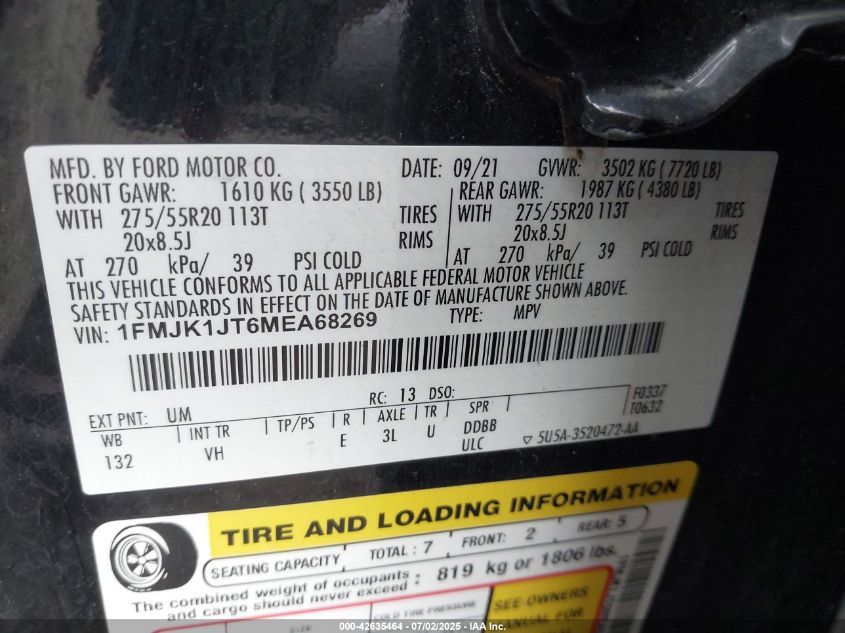 MFD. BY FORD MOTOR CO. DATE: 09/21 GVWR: 3502 KG ( 7720 LB)
FRONT GAWR: 1610 KG ( 3550 LB) REAR GAWR: 1987 KG ( 4380 LB)
WITH 275/55R20 113T TIRES WITH 275/55R20 113T TIRES
20x8.5J RIMS 20x8.5J RIMS
AT 270 kPa/ 39 PSI COLD AT 270 kPa/ 39 PSI COLD
THIS VEHICLE CONFORMS TO ALL APPLICABLE FEDERAL MOTOR VEHICLE
SAFETY STANDARDS IN EFFECT ON THE DATE OF MANUFACTURE SHOWN ABOVE.
VIN: 1FMJK1JT6MEA68269 TYPE: MPV
EXT PNT: UM RC: 13 DSO: F0337
T0632
WB INT TR TP/PS R AXLE TR SPR
132 VH E 3L U DDBB
ULC 5U5A-3520472-AA
TIRE AND LOADING INFORMATION
SEATING CAPACITY TOTAL : 7 FRONT: 2 REAR: 5
The combined weight of occupants : 819 kg or 1806 lbs.
and cargo should never exceed
SIZE COLD TIRE PRESSURE SEE OWNERS
MANUAL FOR
000-42635464 - 07/02/2025 - IAAI, Inc.